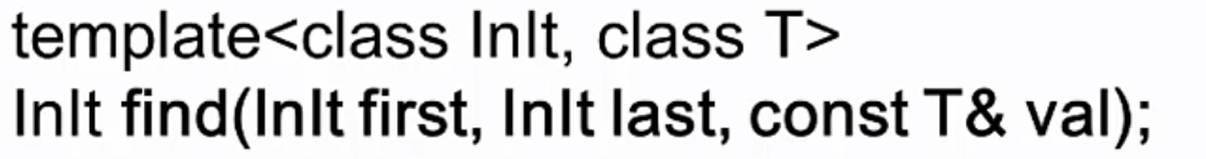 template<class InIt, class T>
InIt find(InIt first, InIt last, const T& val);